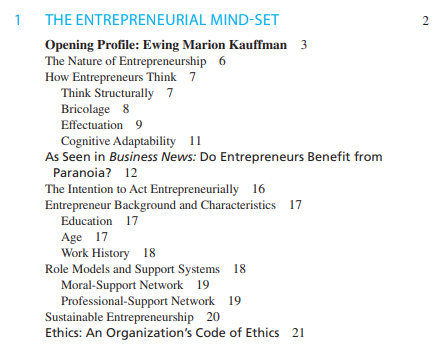 1 THE ENTREPRENEURIAL MIND-SET 2
Opening Profile: Ewing Marion Kauffman 3
The Nature of Entrepreneurship 6
How Entrepreneurs Think 7
Think Structurally 7
Bricolage 8
Effectuation 9
Cognitive Adaptability 11
As Seen in Business News: Do Entrepreneurs Benefit from
Paranoia? 12
The Intention to Act Entrepreneurially 16
Entrepreneur Background and Characteristics 17
Education 17
Age 17
Work History 18
Role Models and Support Systems 18
Moral-Support Network 19
Professional-Support Network 19
Sustainable Entrepreneurship 20
Ethics: An Organization's Code of Ethics 21